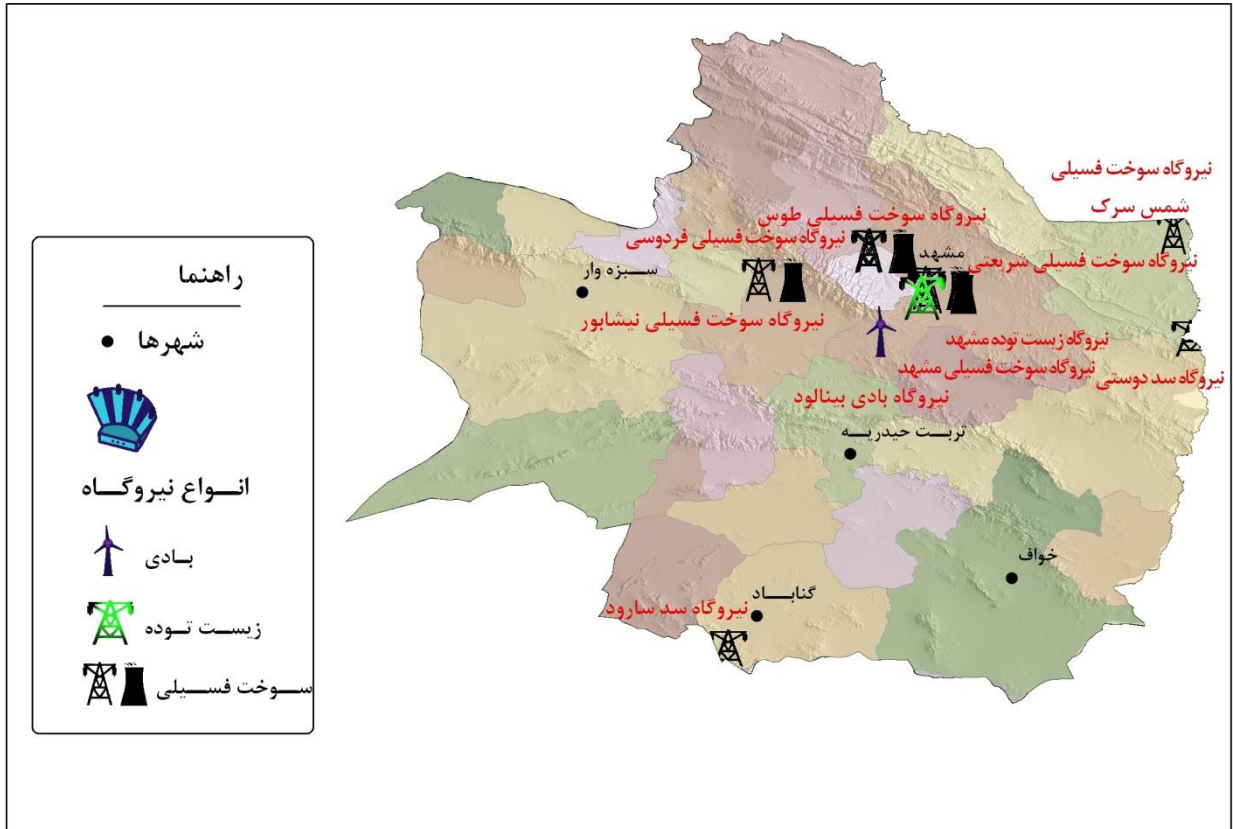 راهنما
شهرها
انواع نیروگاه
بادی
زیست توده
سوخت فسیلی
نیروگاه سوخت فسیلی
شمس سرک
نیروگاه سوخت فسیلی طوس
نیروگاه سوخت فسیلی فردوسی
مشهد
نیروگاه سوخت فسیلی شریعتی
سبزه وار
نیروگاه سوخت فسیلی نیشابور
نیروگاه زیست توده مشهد
نیروگاه سوخت فسیلی مشهد
نیروگاه سد دوستی
نیروگاه بادی بینالود
تربت حیدریه
خواف
گناباد
نیروگاه سد سارود